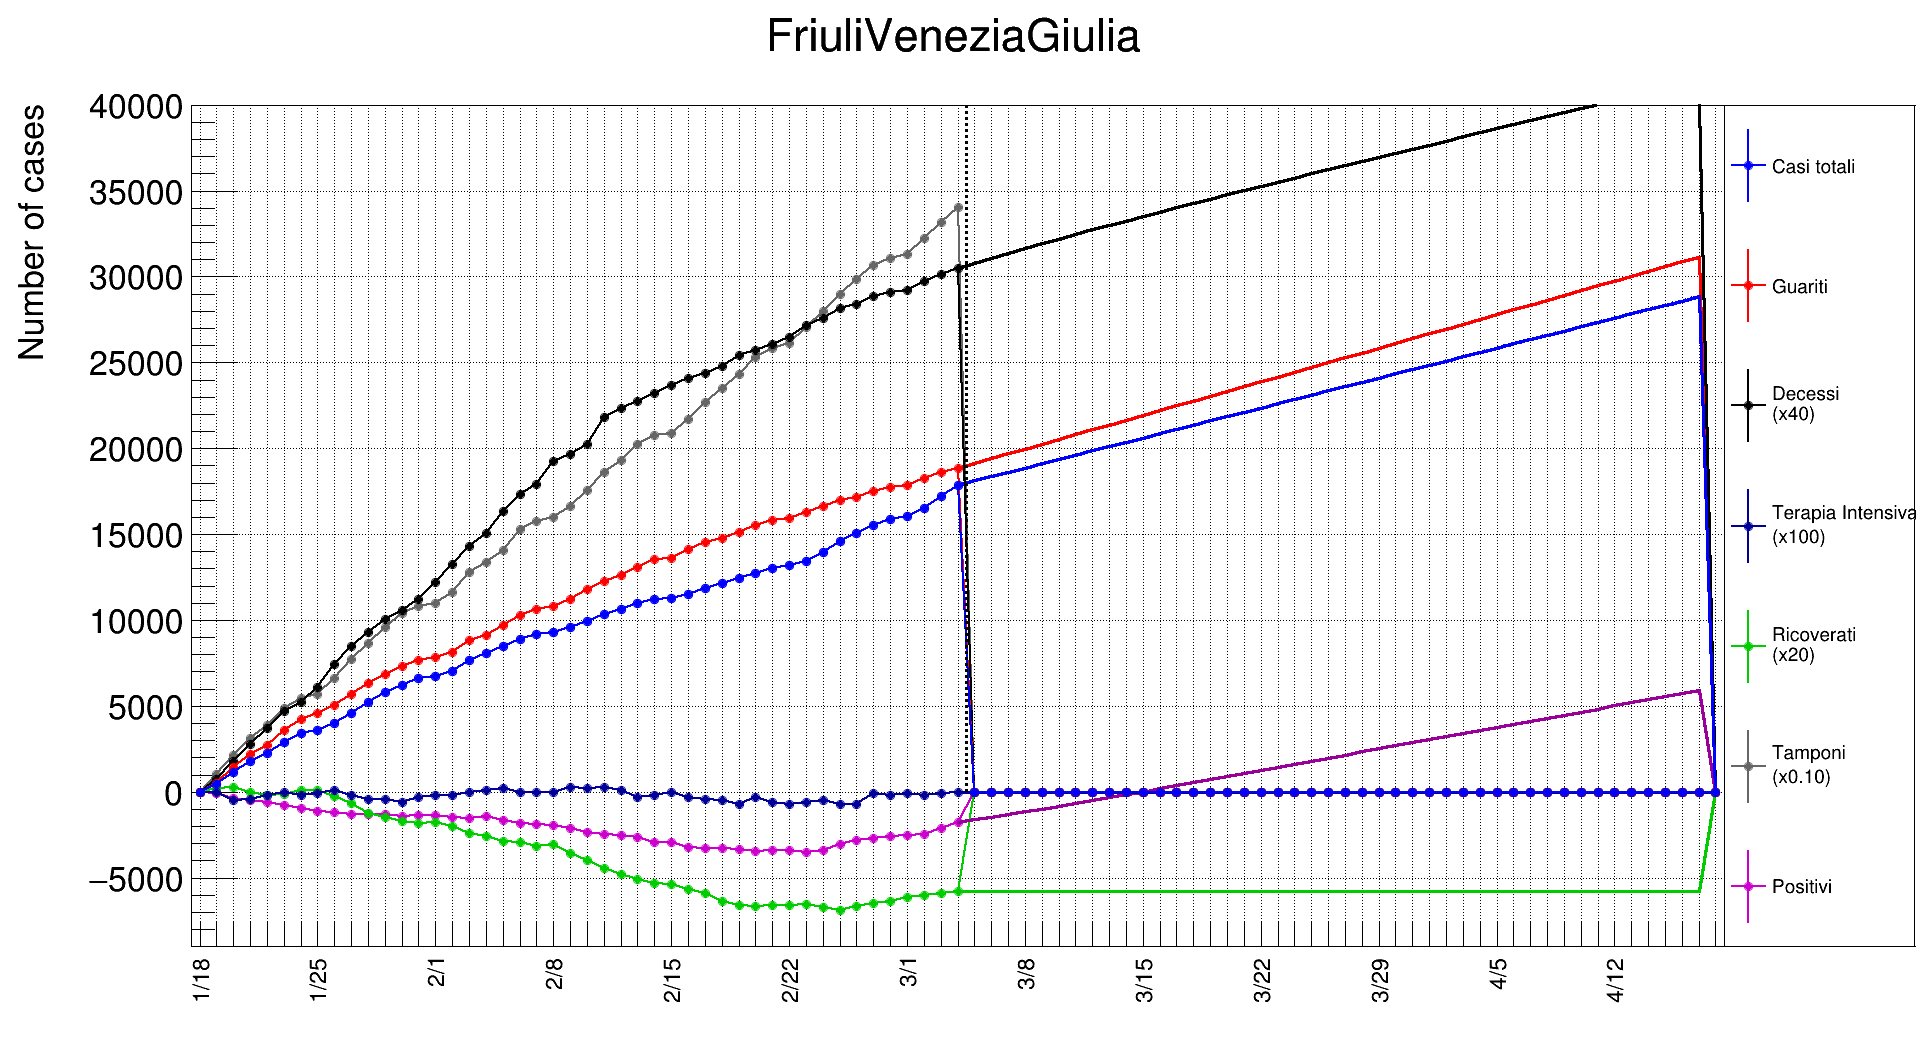 FriuliVeneziaGiulia
Number of cases
40000
35000
30000
25000
20000
15000
10000
5000
0
−5000
1/18
1/25
2/1
2/8
2/15
2/22
3/1
3/8
3/15
3/22
3/29
4/5
4/12
Casi totali
Guariti
Decessi
(x40)
Terapia Intensiva
(x100)
Ricoverati
(x20)
Tamponi
(x0.10)
Positivi